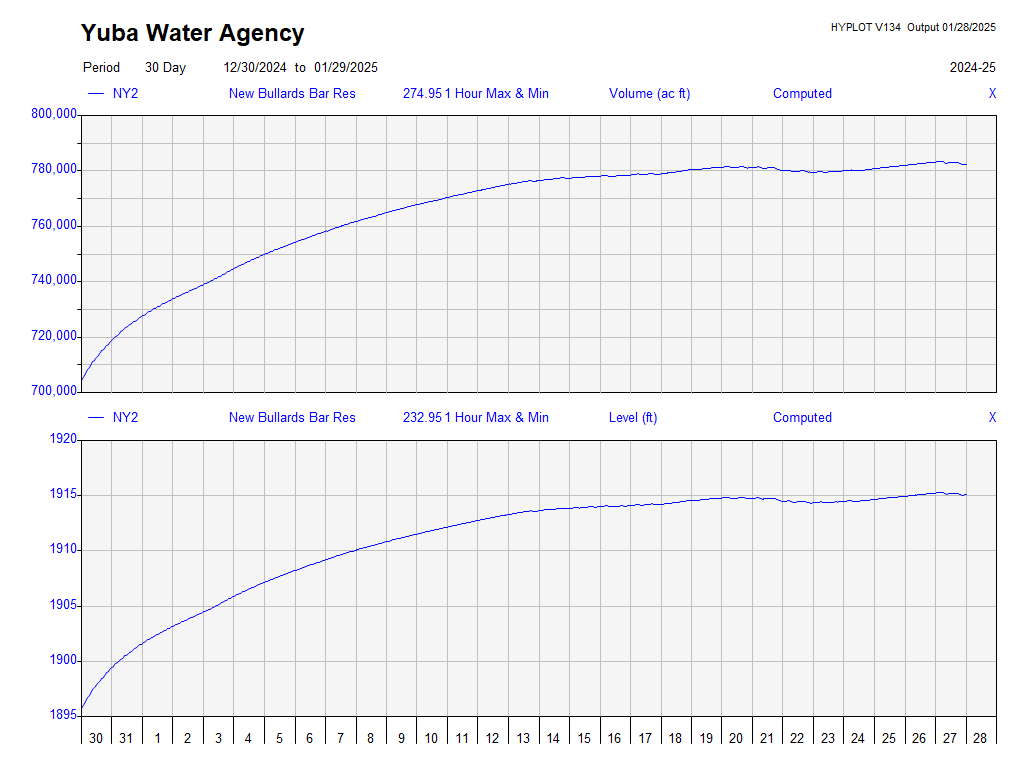 Yuba Water Agency
HYPLOT V134 Output 01/28/2025
Period 30 Day 12/30/2024 to 01/29/2025 2024-25
NY2 New Bullards Bar Res 274.95 1 Hour Max & Min Volume (ac ft) Computed X
800,000
780,000
760,000
740,000
720,000
700,000
NY2 New Bullards Bar Res 232.95 1 Hour Max & Min Level (ft) Computed X
1920
1915
1910
1905
1900
1895
30 31 1 2 3 4 5 6 7 8 9 10 11 12 13 14 15 16 17 18 19 20 21 22 23 24 25 26 27 28